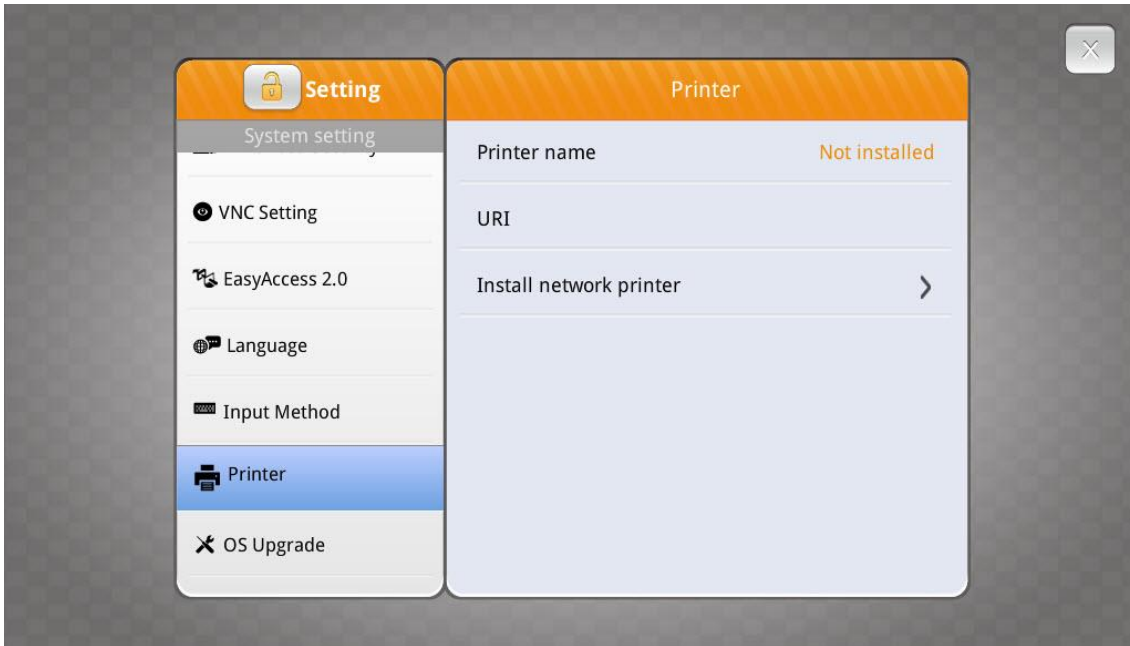 Setting
System setting
VNC Setting
EasyAccess 2.0
Language
Input Method
Printer
OS Upgrade
Printer
Printer name Not installed
URI
Install network printer
X